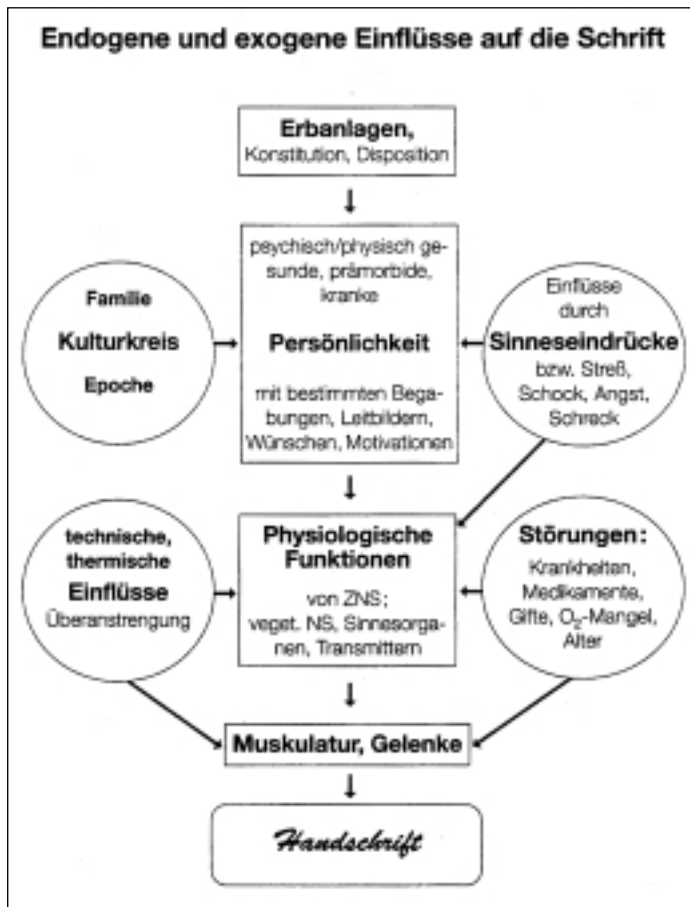 Endogene und exogene Einflüsse auf die Schrift
Erbanlagen,
Konstitution, Disposition
psychisch/physisch ge-
sunde, prämorbide,
kranke
Persönlichkeit
mit bestimmten Bega-
bungen, Leitbildern,
Wünschen, Motivationen
Familie
Kulturkreis
Epoche
Einflüsse
durch
Sinneseindrücke
bzw. Streß,
Schock, Angst,
Schreck
technische,
thermische
Einflüsse
Überanstrengung
Physiologische
Funktionen
von ZNS;
veget. NS, Sinnesorga-
nen, Transmittern
Störungen:
Krankheiten,
Medikamente,
Gifte, O₂-Mangel,
Alter
Muskulatur, Gelenke
Handschrift